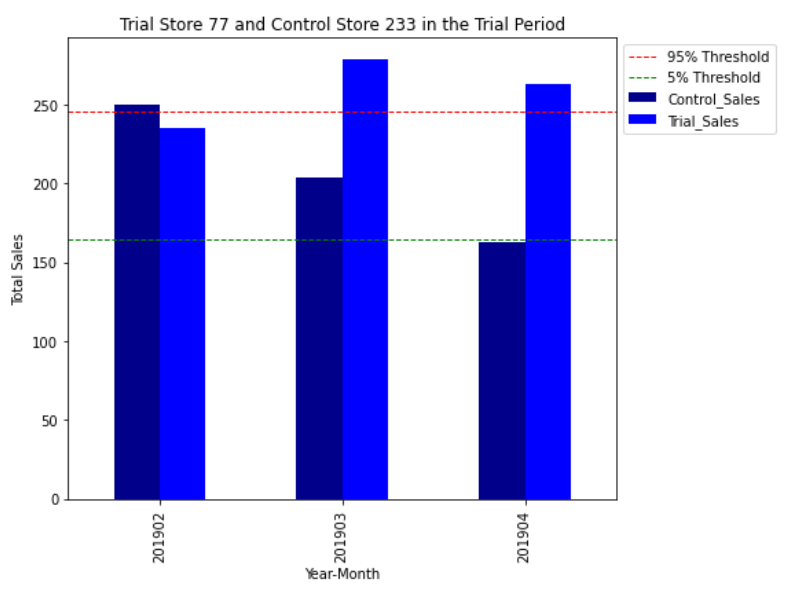 Trial Store 77 and Control Store 233 in the Trial Period
95% Threshold
5% Threshold
Control_Sales
Trial_Sales
Total Sales
250
200
150
100
50
0
201902
201903
201904
Year-Month